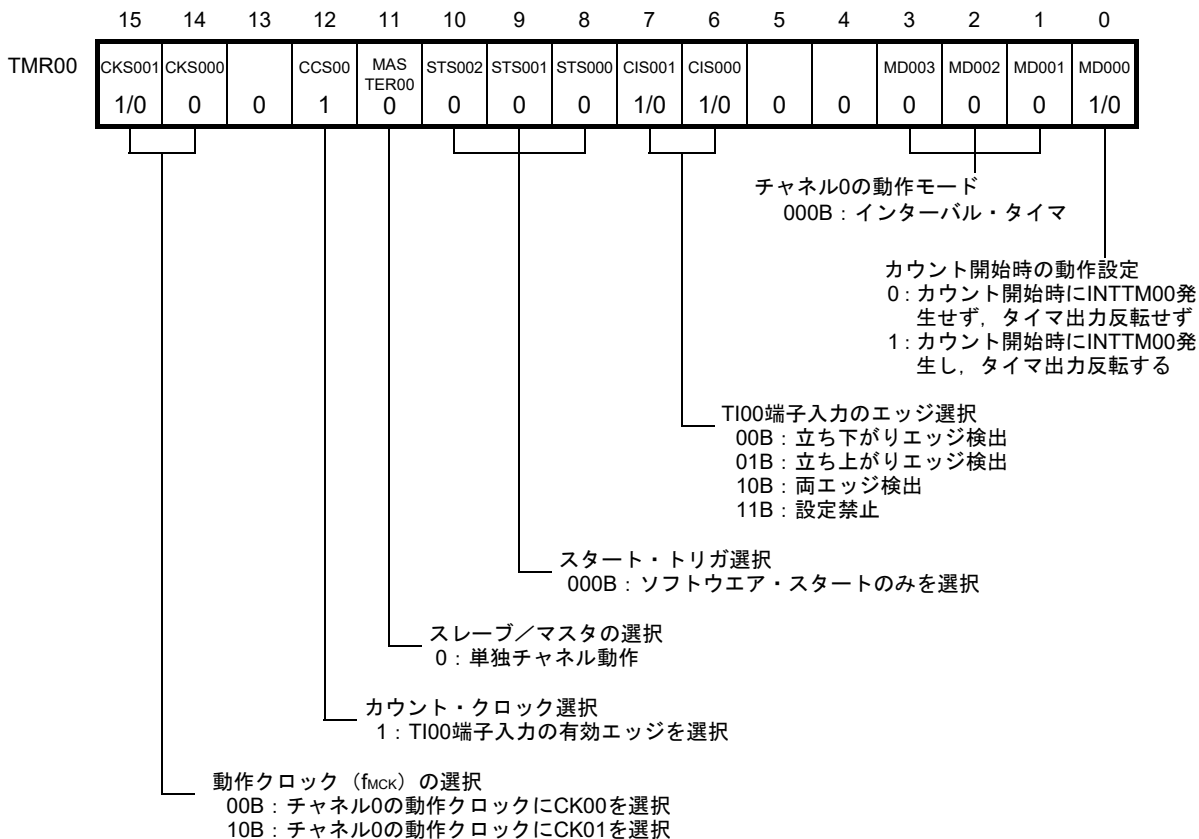 15 14 13 12 11 10 9 8 7 6 5 4 3 2 1 0
TMR00 CKS001 CKS000 CCS00 MAS STS002 STS001 STS000 CIS001 CIS000 MD003 MD002 MD001 MD000
TER00
1/0 0 0 1 0 0 0 0 1/0 1/0 0 0 0 0 0 1/0
チャネル0の動作モード
000B：インターバル・タイマ
カウント開始時の動作設定
0：カウント開始時にINTTM00発
生せず，タイマ出力反転せず
1：カウント開始時にINTTM00発
生し，タイマ出力反転する
TI00端子入力のエッジ選択
00B：立ち下がりエッジ検出
01B：立ち上がりエッジ検出
10B：両エッジ検出
11B：設定禁止
スタート・トリガ選択
000B：ソフトウエア・スタートのみを選択
スレーブ／マスタの選択
0：単独チャネル動作
カウント・クロック選択
1：TI00端子入力の有効エッジを選択
動作クロック（fMCK）の選択
00B：チャネル0の動作クロックにCK00を選択
10B：チャネル0の動作クロックにCK01を選択